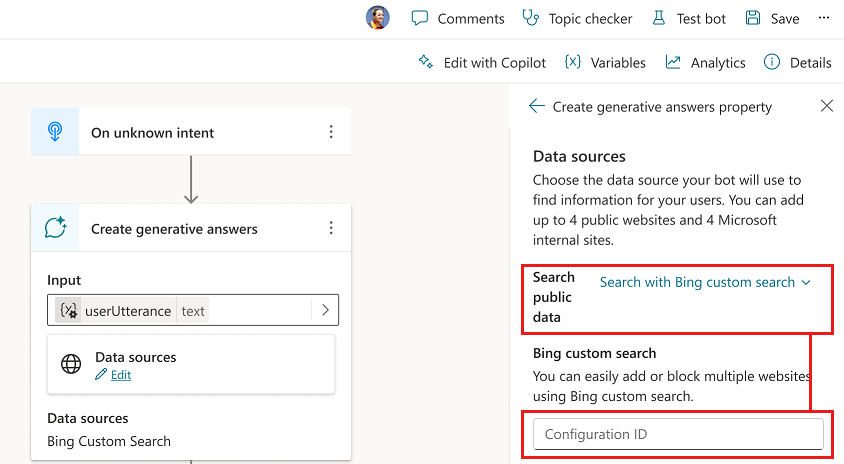 Comments
Topic checker
Test bot
Save
Edit with Copilot
{x} Variables
Analytics
Details
On unknown intent
Create generative answers
Input
{x} userUtterance text
Data sources
Edit
Data sources
Bing Custom Search
Create generative answers property
Data sources
Choose the data source your bot will use to
find information for your users. You can add
up to 4 public websites and 4 Microsoft
internal sites.
Search
public
data
Search with Bing custom search
Bing custom search
You can easily add or block multiple websites
using Bing custom search.
Configuration ID